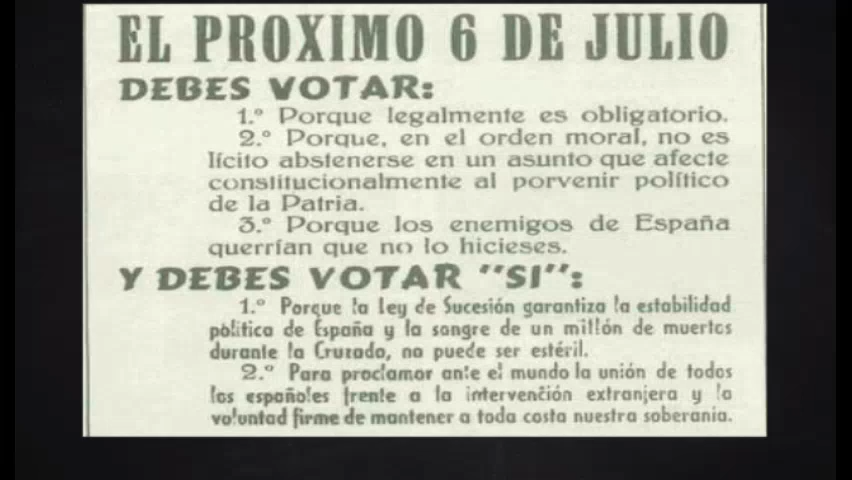 EL PROXIMO 6 DE JULIO
DEBES VOTAR:
1.º Porque legalmente es obligatorio.
2.º Porque, en el orden moral, no es
lícito abstenerse en un asunto que afecte
constitucionalmente al porvenir político
de la Patria.
3.º Porque los enemigos de España
querrían que no lo hicieses.
Y DEBES VOTAR "SI":
1.º Porque la ley de Sucesión garantiza la estabilidad
política de España y la sangre de un millón de muertos
durante la Cruzada, no puede ser estéril.
2.º Para proclamar ante el mundo la unión de todos
los españoles frente a la intervención extranjera y la
voluntad firme de mantener a toda costa nuestra soberania.